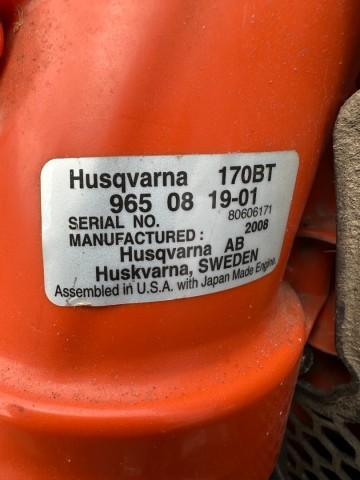 Husqvarna 170BT
965 08 19-01
SERIAL NO. 80606171
MANUFACTURED : 2008
Husqvarna AB
Huskvarna, SWEDEN
Assembled in U.S.A. with Japan Made Engine.